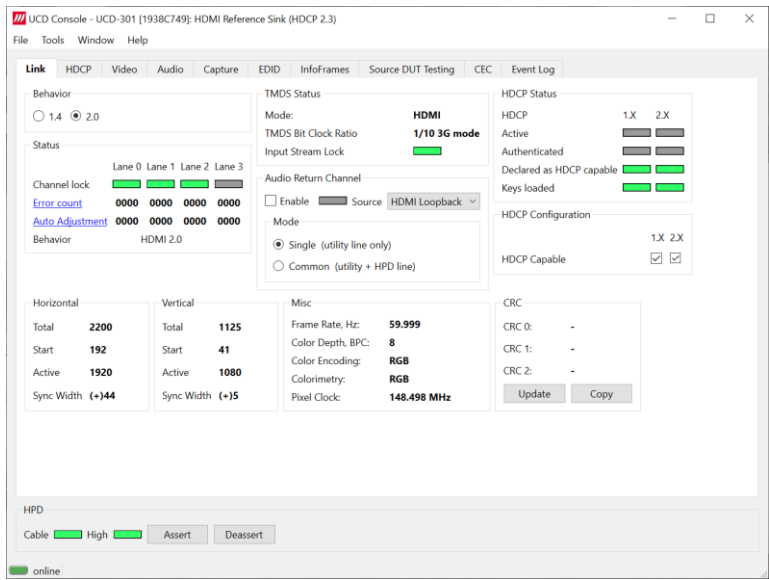 UCD Console - UCD-301 [1938C749]: HDMI Reference Sink (HDCP 2.3)
File Tools Window Help
Link HDCP Video Audio Capture EDID InfoFrames Source DUT Testing CEC Event Log
Behavior
1.4 2.0
Status
Lane 0 Lane 1 Lane 2 Lane 3
Channel lock
Error count 0000 0000 0000 0000
Auto Adjustment 0000 0000 0000 0000
Behavior HDMI 2.0
TMDS Status
Mode: HDMI
TMDS Bit Clock Ratio 1/10 3G mode
Input Stream Lock
Audio Return Channel
Enable Source HDMI Loopback
Mode
Single (utility line only)
Common (utility + HPD line)
HDCP Status
HDCP 1.X 2.X
Active
Authenticated
Declared as HDCP capable
Keys loaded
HDCP Configuration
1.X 2.X
HDCP Capable
Horizontal
Total 2200
Start 192
Active 1920
Sync Width (+)44
Vertical
Total 1125
Start 41
Active 1080
Sync Width (+)5
Misc
Frame Rate, Hz: 59.999
Color Depth, BPC: 8
Color Encoding: RGB
Colorimetry: RGB
Pixel Clock: 148.498 MHz
CRC
CRC 0: -
CRC 1: -
CRC 2: -
Update Copy
HPD
Cable High Assert Deassert
online